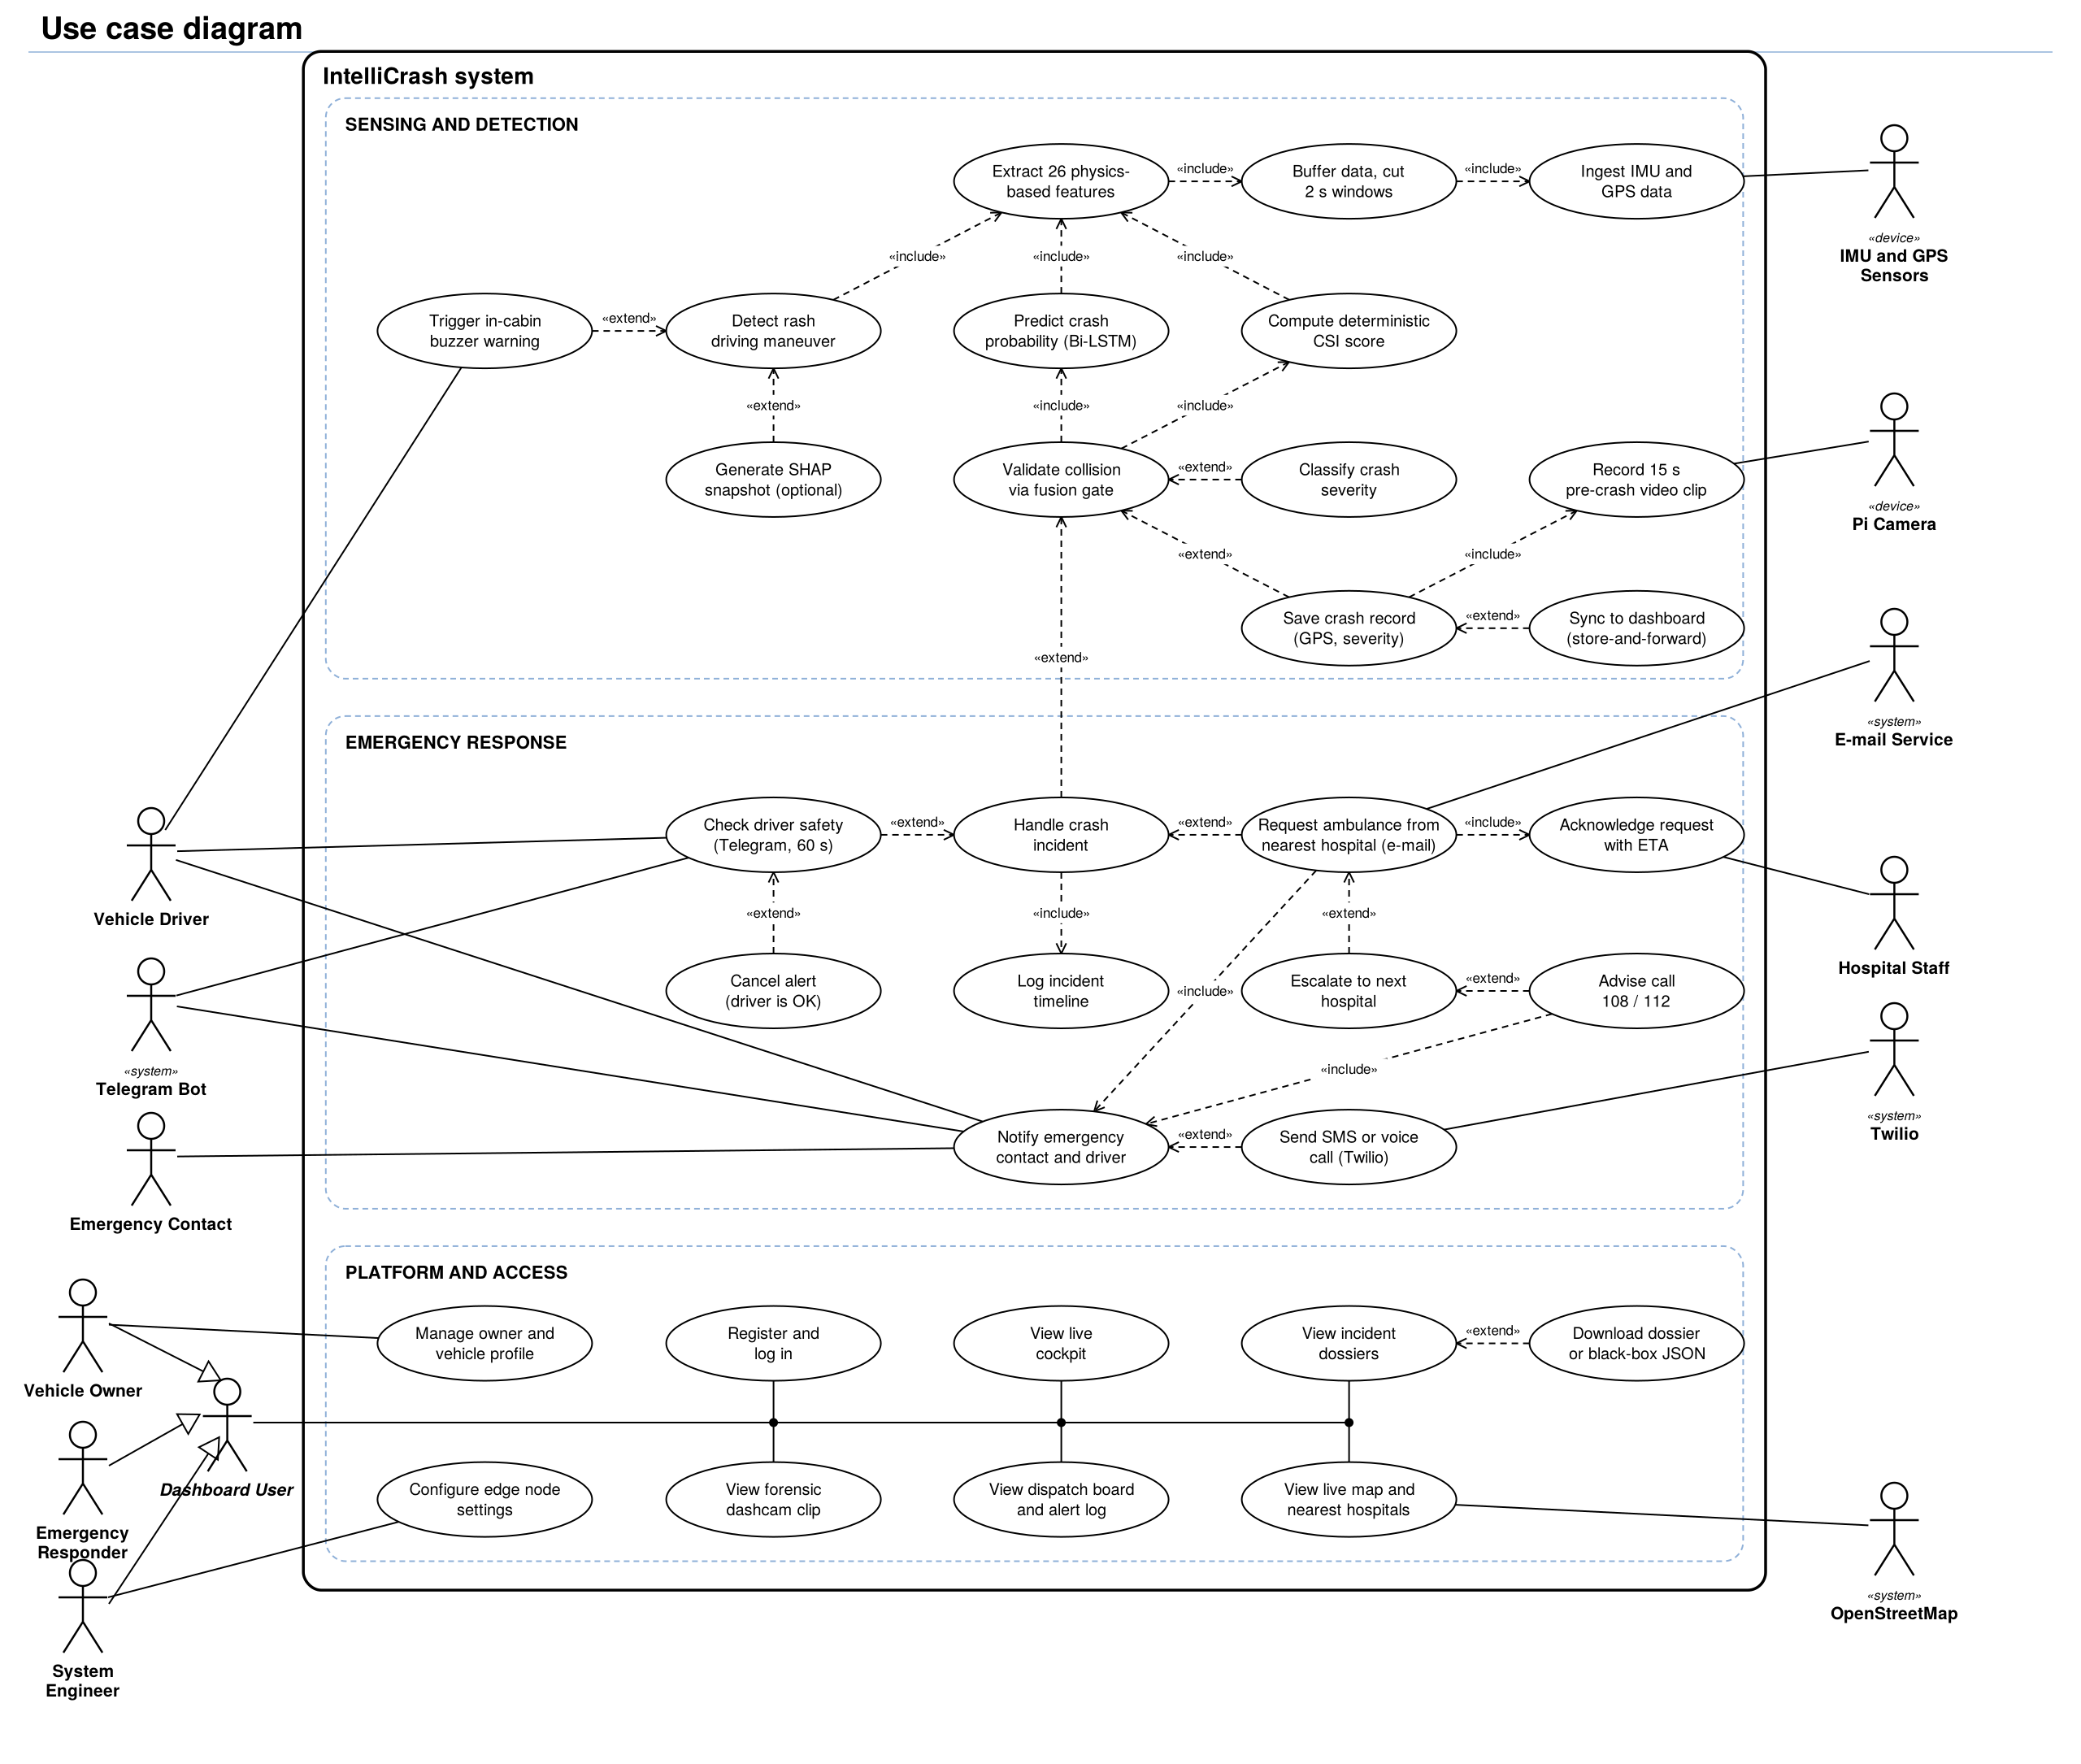 Use case diagram
IntelliCrash system
SENSING AND DETECTION
Extract 26 physics-
based features
«include»
Buffer data, cut
2 s windows
«include»
Ingest IMU and
GPS data
«device»
IMU and GPS
Sensors
«include»
«include»
«include»
Trigger in-cabin
buzzer warning
«extend»
Detect rash
driving maneuver
Predict crash
probability (Bi-LSTM)
Compute deterministic
CSI score
«extend»
«include»
«include»
Generate SHAP
snapshot (optional)
Validate collision
via fusion gate
«extend»
Classify crash
severity
Record 15 s
pre-crash video clip
«device»
Pi Camera
«extend»
«include»
Save crash record
(GPS, severity)
«extend»
Sync to dashboard
(store-and-forward)
«extend»
«system»
E-mail Service
EMERGENCY RESPONSE
Check driver safety
(Telegram, 60 s)
«extend»
Handle crash
incident
«extend»
Request ambulance from
nearest hospital (e-mail)
«include»
Acknowledge request
with ETA
Vehicle Driver
«extend»
«include»
«extend»
Hospital Staff
Cancel alert
(driver is OK)
Log incident
timeline
«include»
Escalate to next
hospital
«extend»
Advise call
108 / 112
«system»
Telegram Bot
«include»
«system»
Twilio
Notify emergency
contact and driver
«extend»
Send SMS or voice
call (Twilio)
Emergency Contact
PLATFORM AND ACCESS
Manage owner and
vehicle profile
Register and
log in
View live
cockpit
View incident
dossiers
«extend»
Download dossier
or black-box JSON
Vehicle Owner
Dashboard User
Configure edge node
settings
View forensic
dashcam clip
View dispatch board
and alert log
View live map and
nearest hospitals
Emergency
Responder
«system»
OpenStreetMap
System
Engineer